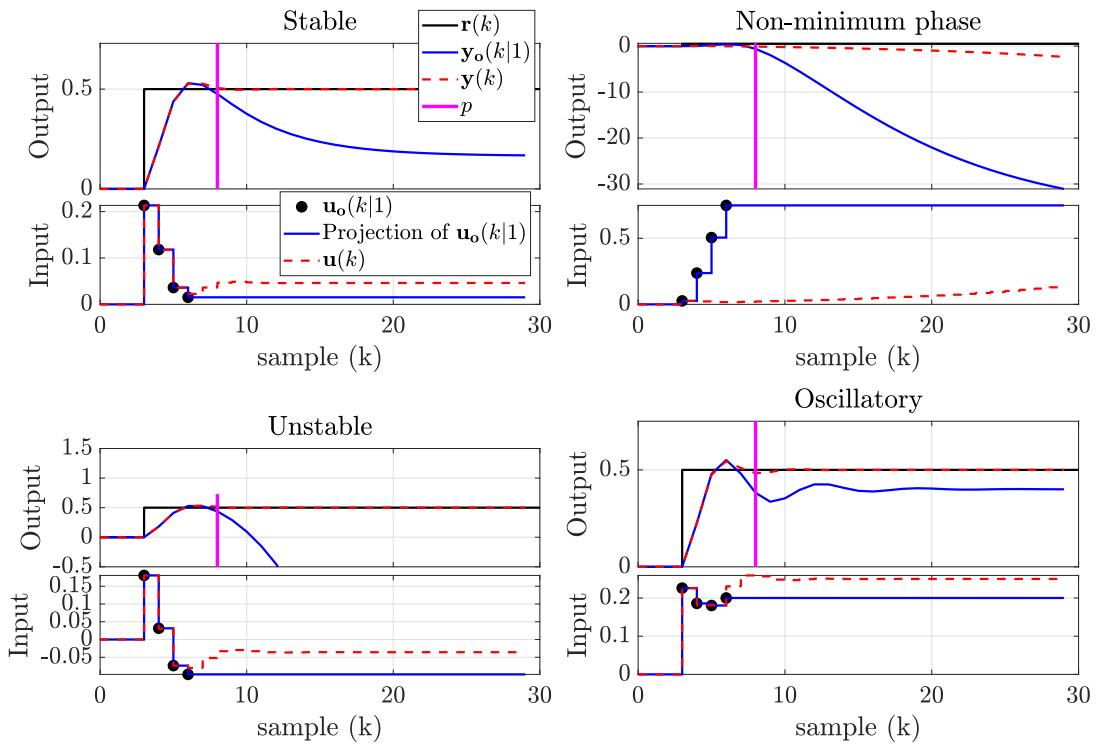 Stable
r(k)
y_o(k|1)
y(k)
p
Output
0.5
0
u_o(k|1)
Projection of u_o(k|1)
u(k)
Input
0.2
0.1
0
0 10 20 30
sample (k)
Non-minimum phase
Output
0
-10
-20
-30
Input
0.5
0
0 10 20 30
sample (k)
Unstable
Output
1.5
1
0.5
0
-0.5
Input
0.15
0.1
0.05
0
-0.05
0 10 20 30
sample (k)
Oscillatory
Output
0.5
0
Input
0.2
0.1
0
0 10 20 30
sample (k)